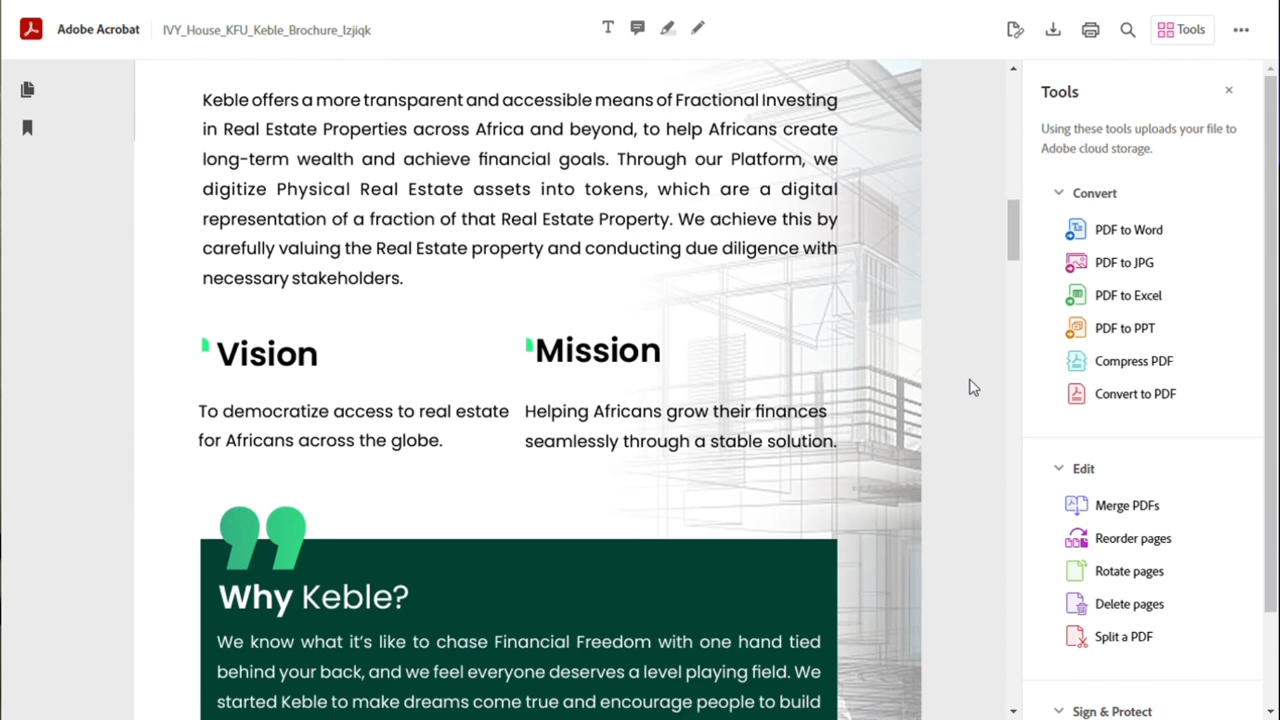 Adobe Acrobat
IVY_House_KFU_Keble_Brochure_lzjiqk
Tools
Keble offers a more transparent and accessible means of Fractional Investing
in Real Estate Properties across Africa and beyond, to help Africans create
long-term wealth and achieve financial goals. Through our Platform, we
digitize Physical Real Estate assets into tokens, which are a digital
representation of a fraction of that Real Estate Property. We achieve this by
carefully valuing the Real Estate property and conducting due diligence with
necessary stakeholders.
Vision
To democratize access to real estate
for Africans across the globe.
Mission
Helping Africans grow their finances
seamlessly through a stable solution.
Why Keble?
We know what it's like to chase Financial Freedom with one hand tied
behind your back, and we feel everyone deserves a level playing field. We
started Keble to make dreams come true and encourage people to build
Tools
Using these tools uploads your file to
Adobe cloud storage.
Convert
PDF to Word
PDF to JPG
PDF to Excel
PDF to PPT
Compress PDF
Convert to PDF
Edit
Merge PDFs
Reorder pages
Rotate pages
Delete pages
Split a PDF
Sign & Protect